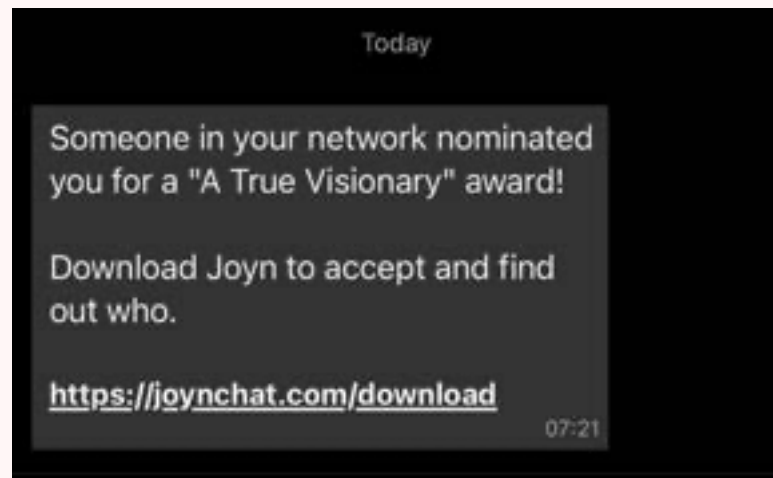 Today
Someone in your network nominated
you for a "A True Visionary" award!
Download Joyn to accept and find
out who.
https://joynchat.com/download
07:21